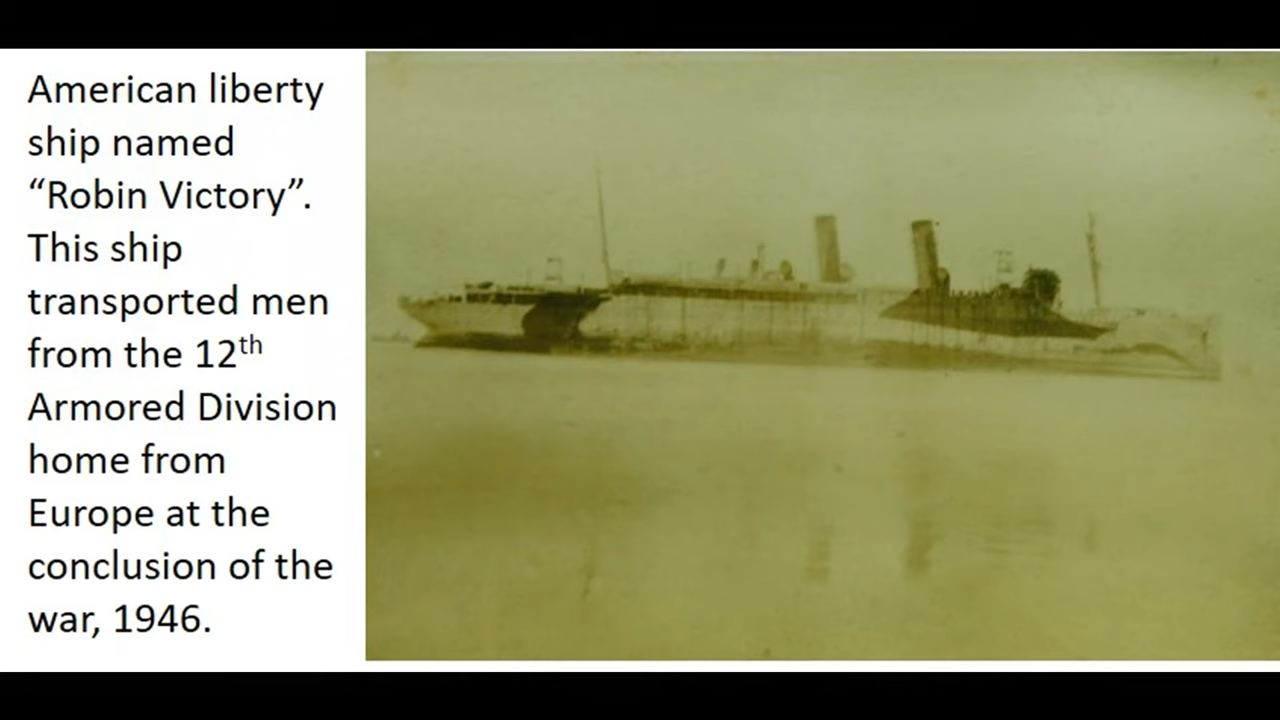 American liberty
ship named
“Robin Victory”.
This ship
transported men
from the 12th
Armored Division
home from
Europe at the
conclusion of the
war, 1946.